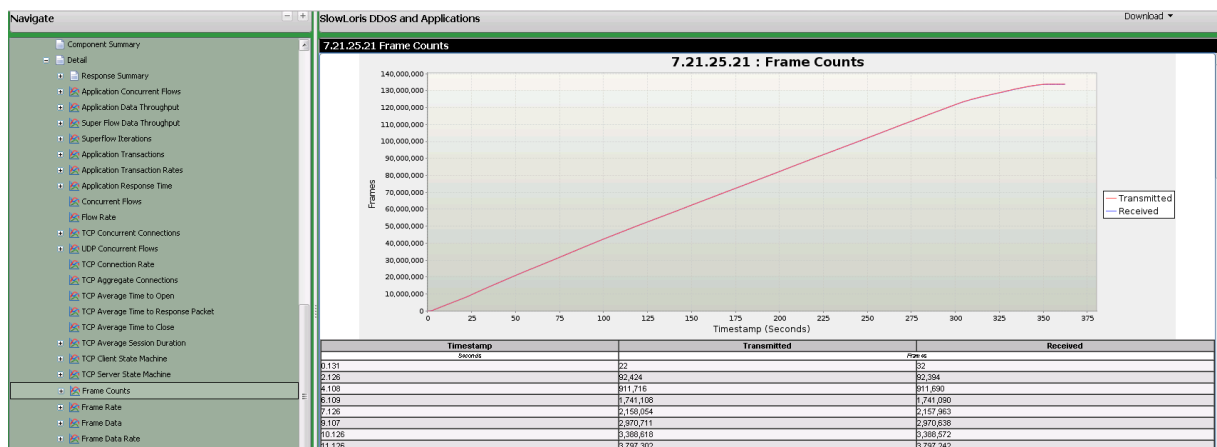 Navigate
SlowLoris DDoS and Applications
Download
Component Summary
Detail
Response Summary
Application Concurrent Flows
Application Data Throughput
Super Flow Data Throughput
Superflow Iterations
Application Transactions
Application Transaction Rates
Application Response Time
Concurrent Flows
Flow Rate
TCP Concurrent Connections
UDP Concurrent Flows
TCP Connection Rate
TCP Aggregate Connections
TCP Average Time to Open
TCP Average Time to Response Packet
TCP Average Time to Close
TCP Average Session Duration
TCP Client State Machine
TCP Server State Machine
Frame Counts
Frame Rate
Frame Data
Frame Data Rate
7.21.25.21 Frame Counts
7.21.25.21 : Frame Counts
140,000,000
130,000,000
120,000,000
110,000,000
100,000,000
90,000,000
80,000,000
70,000,000
60,000,000
50,000,000
40,000,000
30,000,000
20,000,000
10,000,000
0
Frames
0 25 50 75 100 125 150 175 200 225 250 275 300 325 350 375
Timestamp (Seconds)
Transmitted
Received
Timestamp Transmitted Received
Seconds Frames
0.131 22 32
2.126 92,424 92,394
4.108 911,716 911,690
6.109 1,741,108 1,741,090
7.126 2,158,054 2,157,963
9.107 2,970,711 2,970,638
10.126 3,388,618 3,388,572
11.126 3,797,302 3,797,242